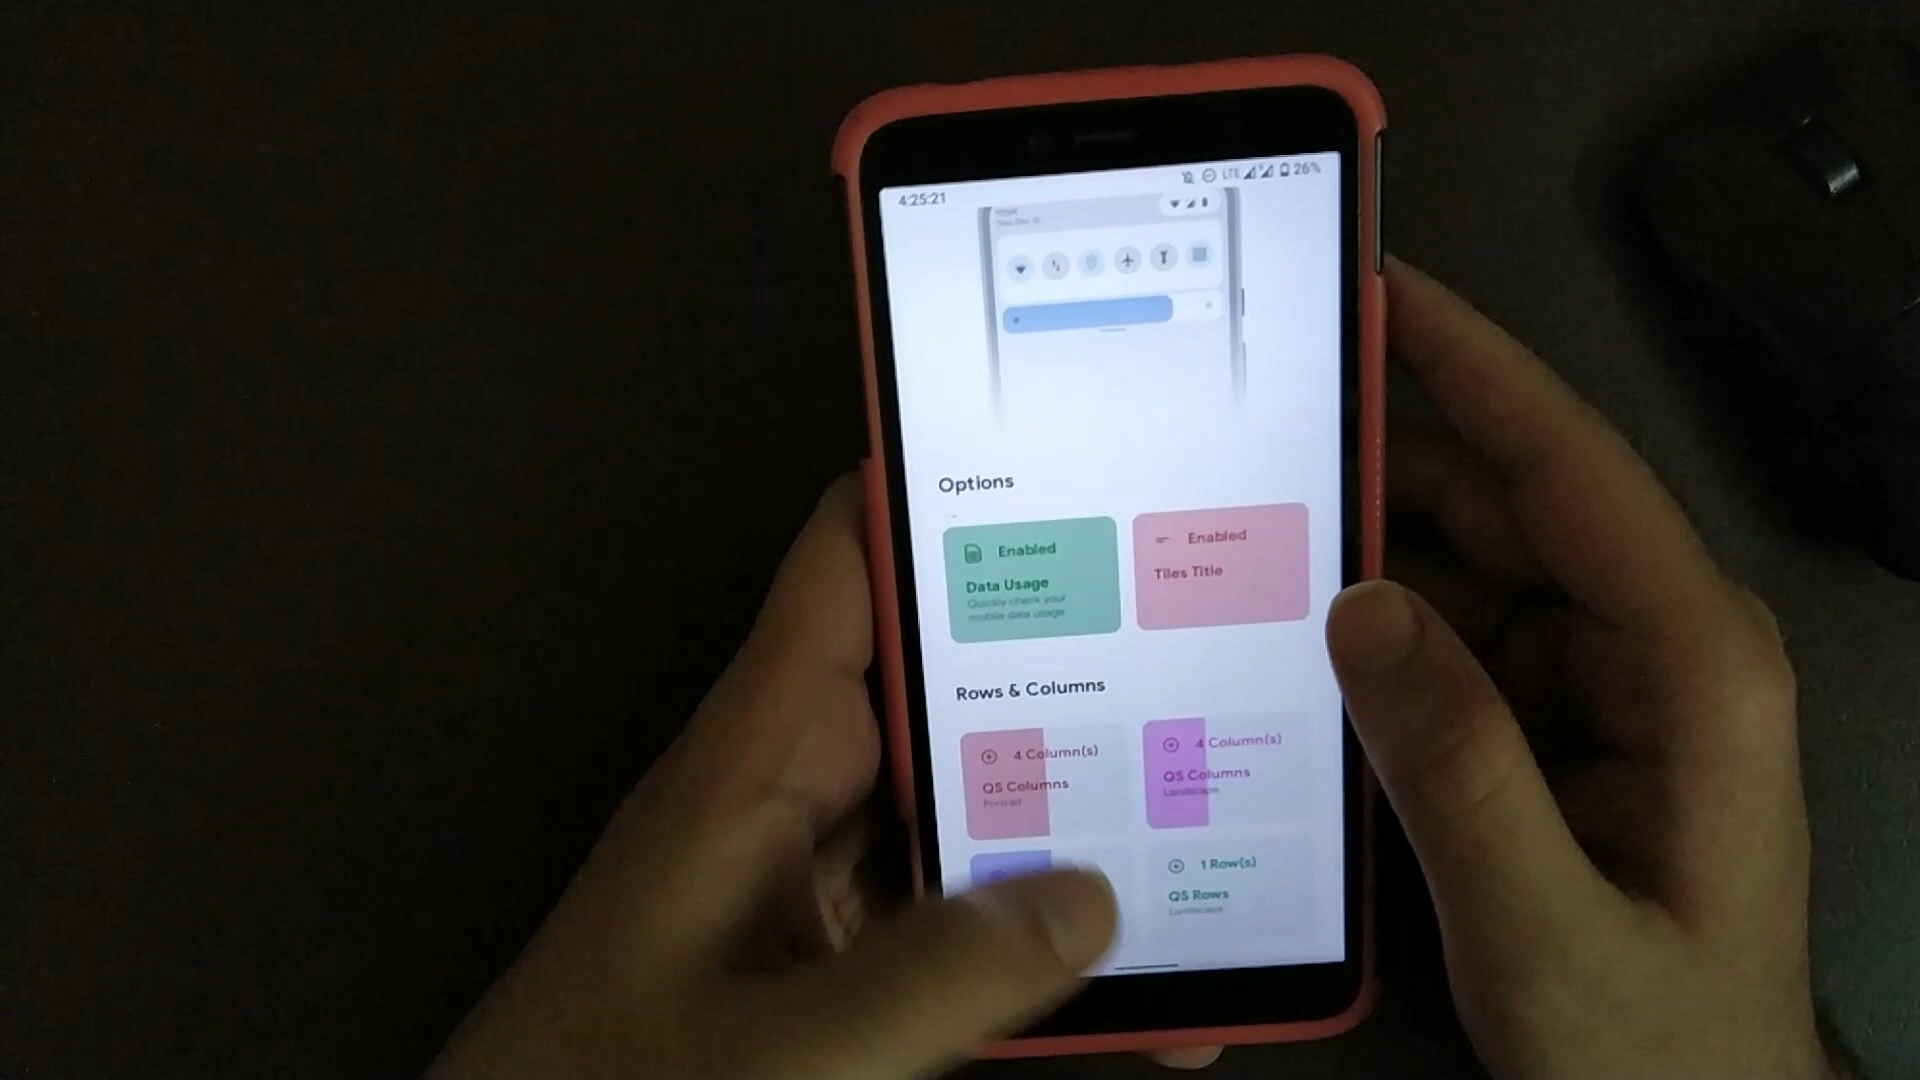 4:25:21
LTE
26%
Options
Enabled
Data Usage
Quickly check your
mobile data usage
Enabled
Tiles Title
Rows & Columns
4 Column(s)
QS Columns
Portrait
4 Column(s)
QS Columns
Landscape
1 Row(s)
QS Rows
Landscape